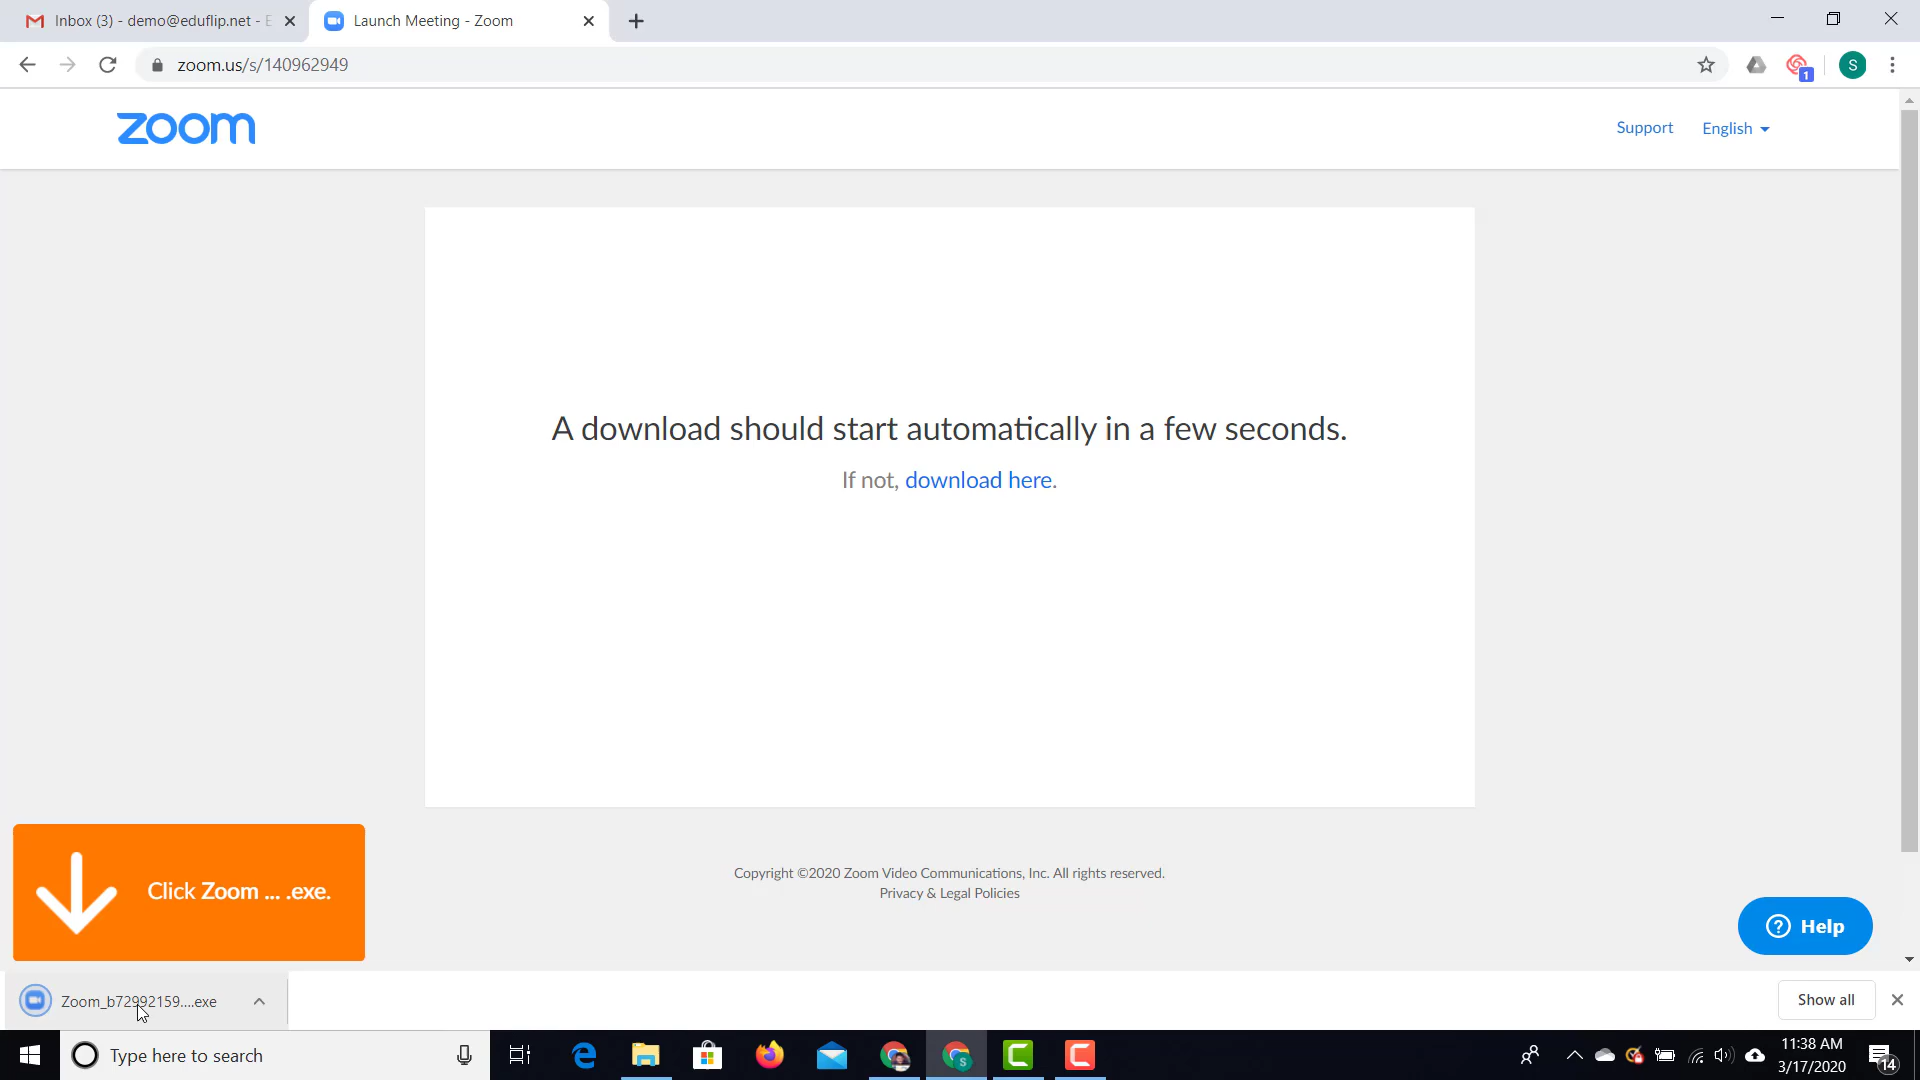 Inbox (3) - demo@eduflip.net - E
Launch Meeting - Zoom
zoom.us/s/140962949
S
1
zoom
Support
English
A download should start automatically in a few seconds.
If not, download here.
Click Zoom ... .exe.
Copyright ©2020 Zoom Video Communications, Inc. All rights reserved.
Privacy & Legal Policies
Help
Zoom_b72992159....exe
Show all
Type here to search
11:38 AM
3/17/2020
14